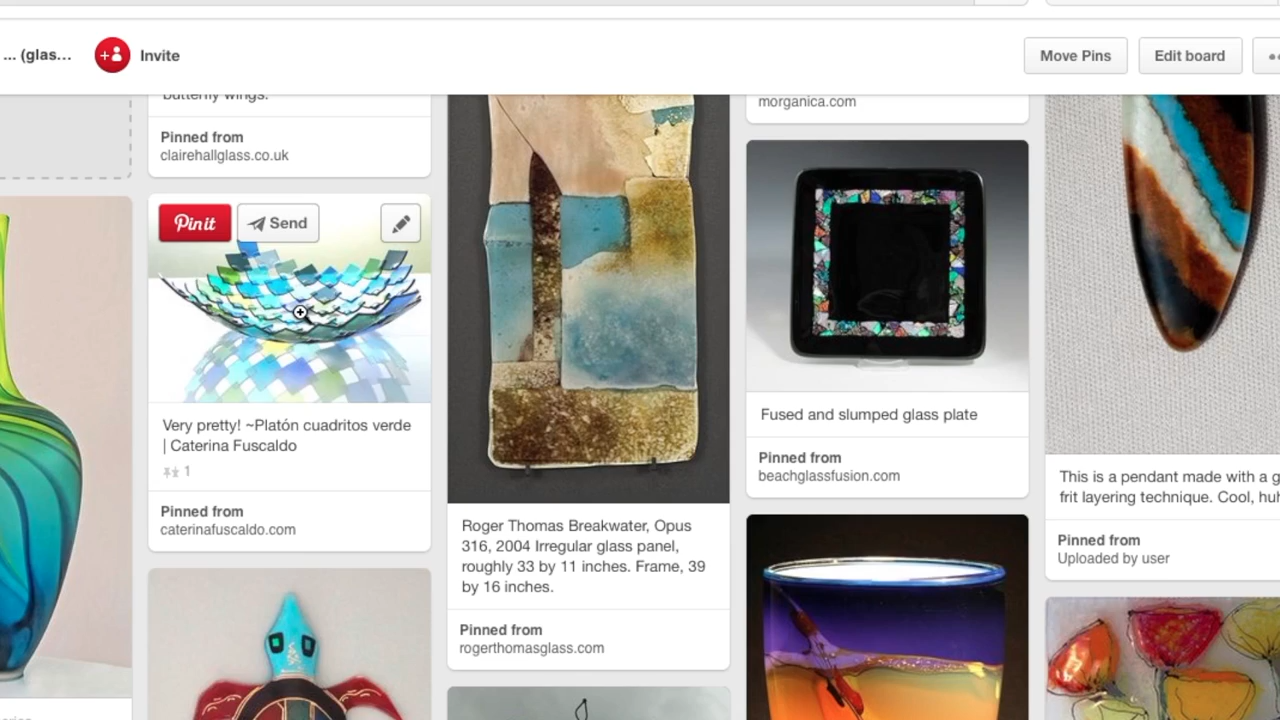 ... (glas...
Invite
Move Pins
Edit board
butterfly wings.
Pinned from
clairehallglass.co.uk
Pin it
Send
Very pretty! ~Platón cuadritos verde
| Caterina Fuscaldo
1
Pinned from
caterinafuscaldo.com
Roger Thomas Breakwater, Opus
316, 2004 Irregular glass panel,
roughly 33 by 11 inches. Frame, 39
by 16 inches.
Pinned from
rogerthomasglass.com
morganica.com
Fused and slumped glass plate
Pinned from
beachglassfusion.com
This is a pendant made with a g
frit layering technique. Cool, huh
Pinned from
Uploaded by user